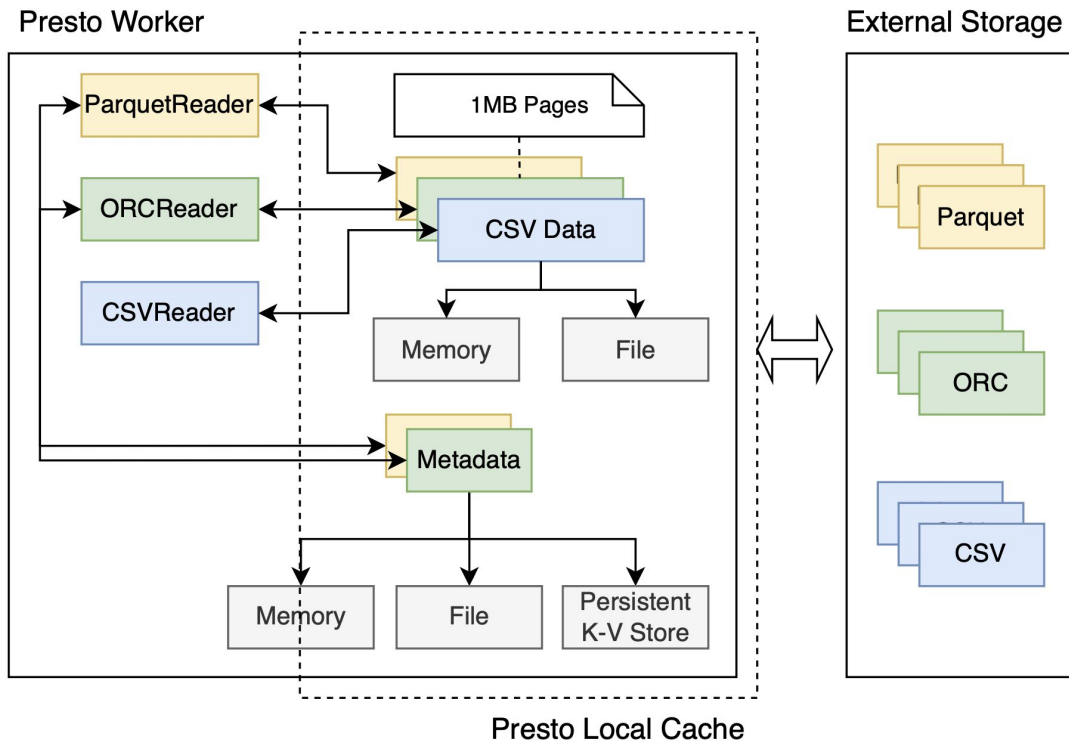 Presto Worker
External Storage
ParquetReader
1MB Pages
ORCReader
CSV Data
CSVReader
Memory
File
Metadata
Memory
File
Persistent
K-V Store
Parquet
ORC
CSV
Presto Local Cache